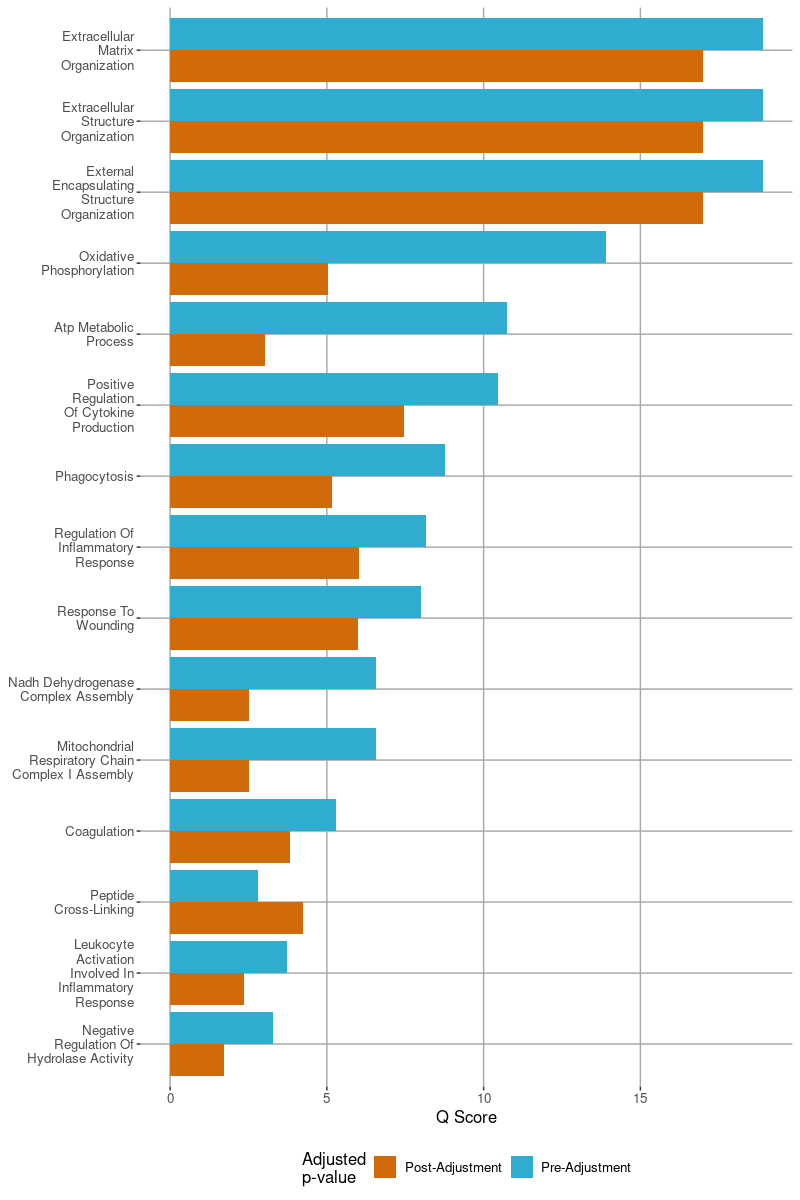 Extracellular
Matrix
Organization
Extracellular
Structure
Organization
External
Encapsulating
Structure
Organization
Oxidative
Phosphorylation
Atp Metabolic
Process
Positive
Regulation
Of Cytokine
Production
Phagocytosis
Regulation Of
Inflammatory
Response
Response To
Wounding
Nadh Dehydrogenase
Complex Assembly
Mitochondrial
Respiratory Chain
Complex I Assembly
Coagulation
Peptide
Cross-Linking
Leukocyte
Activation
Involved In
Inflammatory
Response
Negative
Regulation Of
Hydrolase Activity
0 5 10 15
Q Score
Adjusted
p-value
Post-Adjustment
Pre-Adjustment